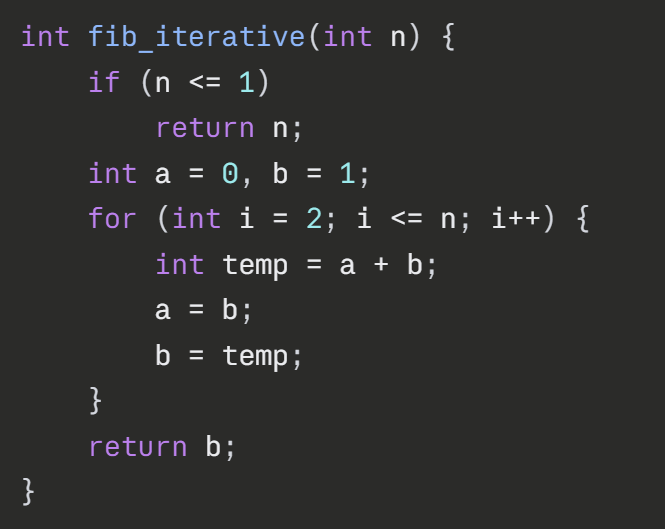 int fib_iterative(int n) {
    if (n <= 1)
        return n;
    int a = 0, b = 1;
    for (int i = 2; i <= n; i++) {
        int temp = a + b;
        a = b;
        b = temp;
    }
    return b;
}